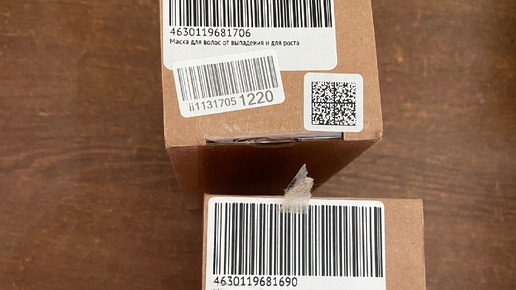 4630119681706
Маска для волос от выпадения и для роста
ii1131705 1220
4630119681690